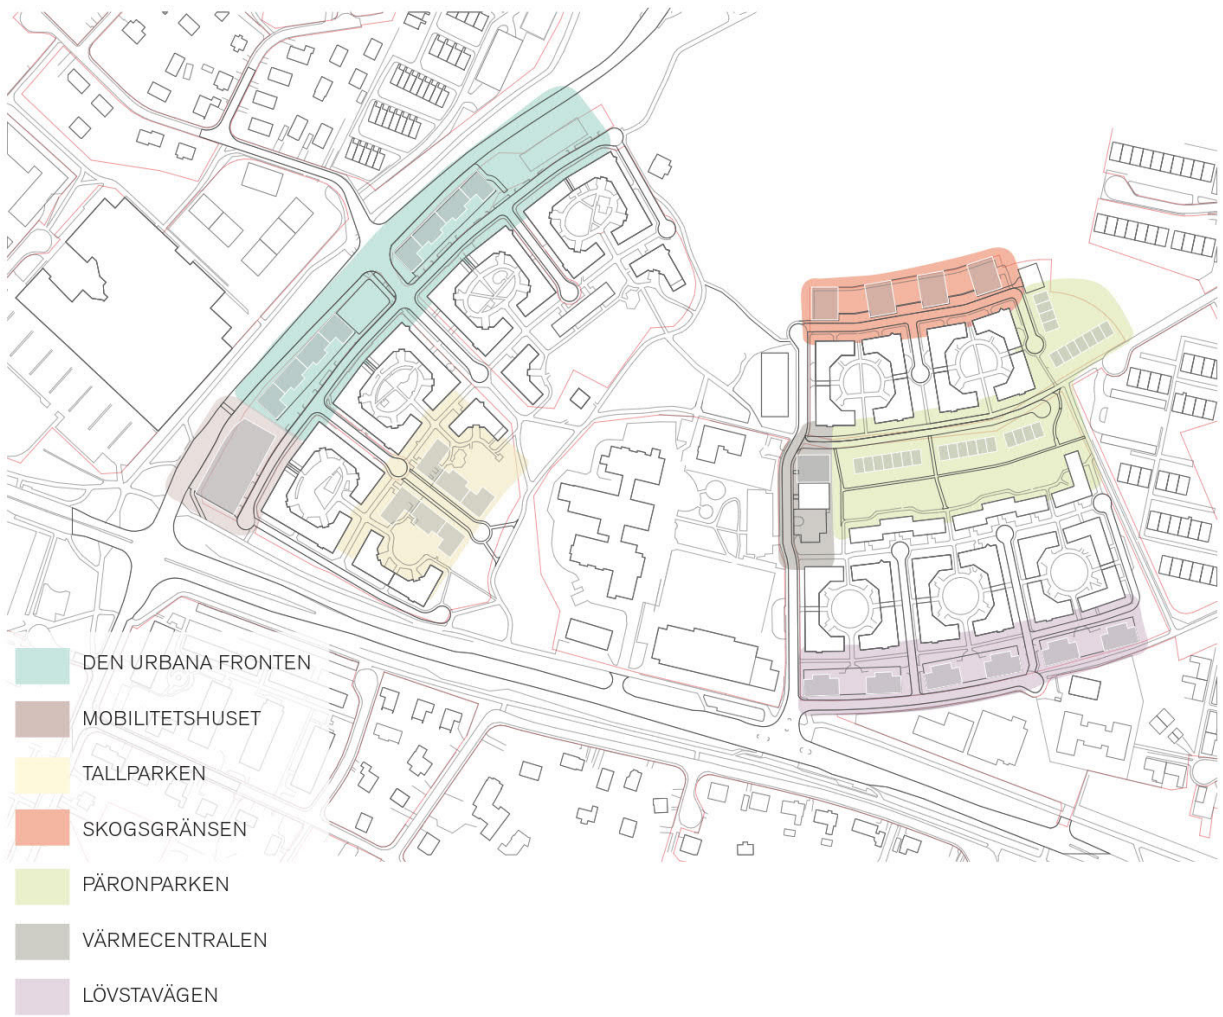 DEN URBANA FRONTEN
MOBILITETSHUSET
TALLPARKEN
SKOGSGRÄNSEN
PÄRONPARKEN
VÄRMECENTRALEN
LÖVSTAVÄGEN